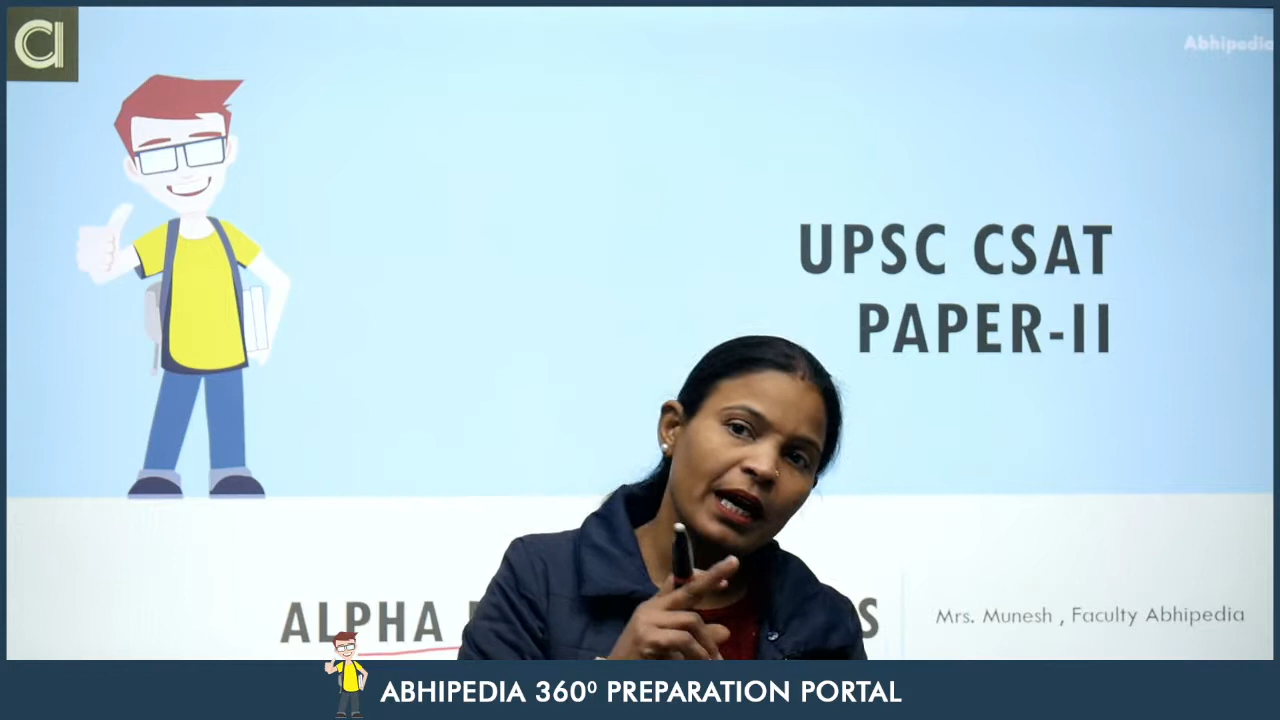 Abhipedia
UPSC CSAT
PAPER-II
ALPHA
Mrs. Munesh , Faculty Abhipedia
ABHIPEDIA 360⁰ PREPARATION PORTAL